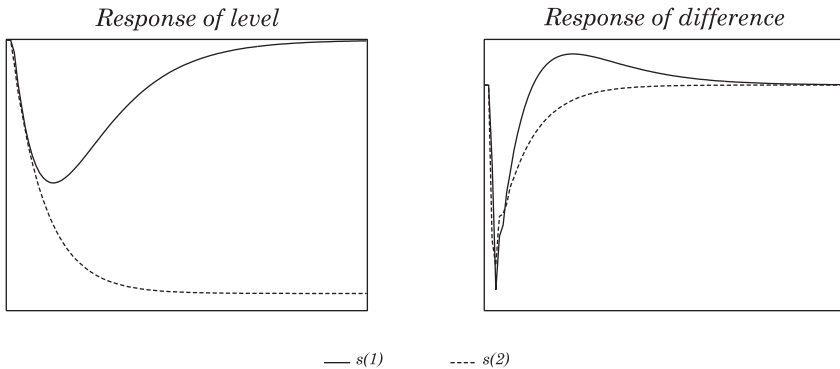 Response of level
Response of difference
s(1)
s(2)